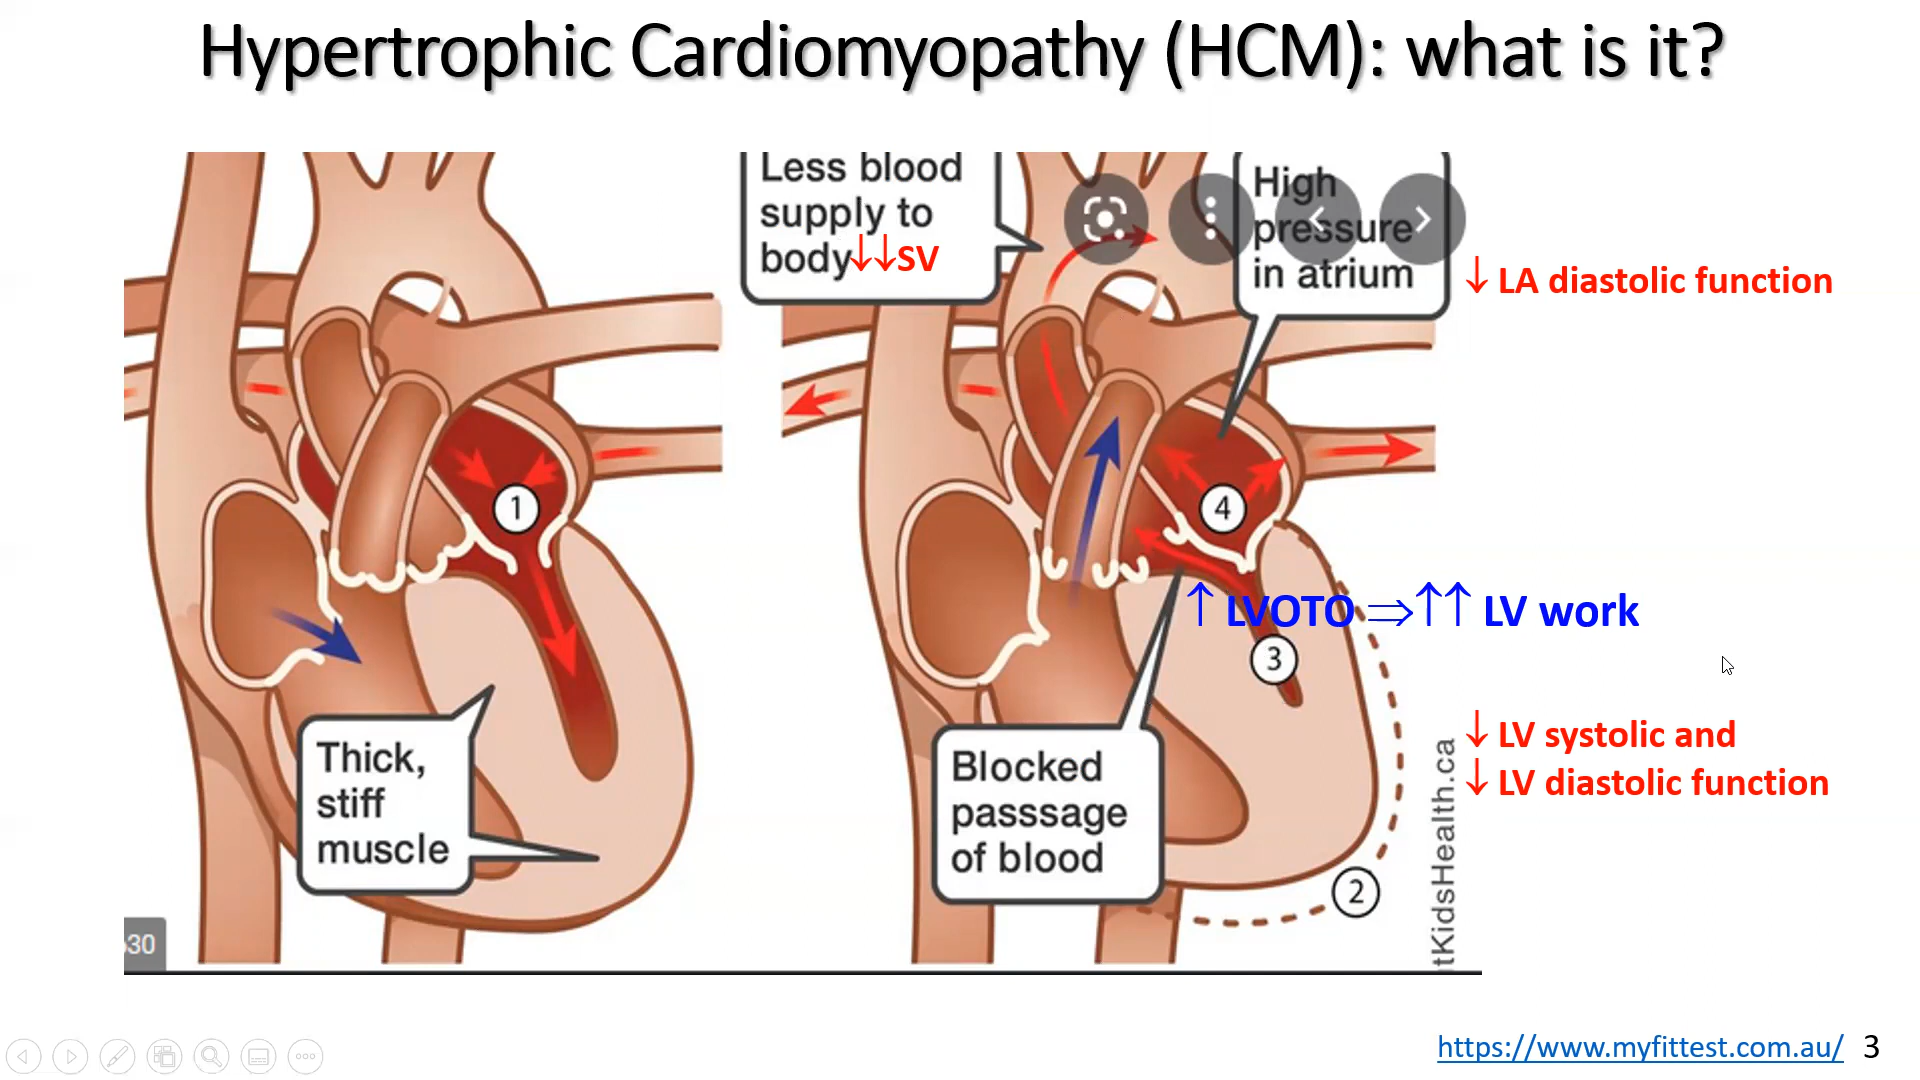 Hypertrophic Cardiomyopathy (HCM): what is it?
Less blood
supply to
body↓↓SV
High
pressure
in atrium
↓ LA diastolic function
1
4
↑ LVOTO ⇒↑↑ LV work
3
Thick,
stiff
muscle
Blocked
passsage
of blood
↓ LV systolic and
↓ LV diastolic function
2
tKidsHealth.ca
30
https://www.myfittest.com.au/ 3